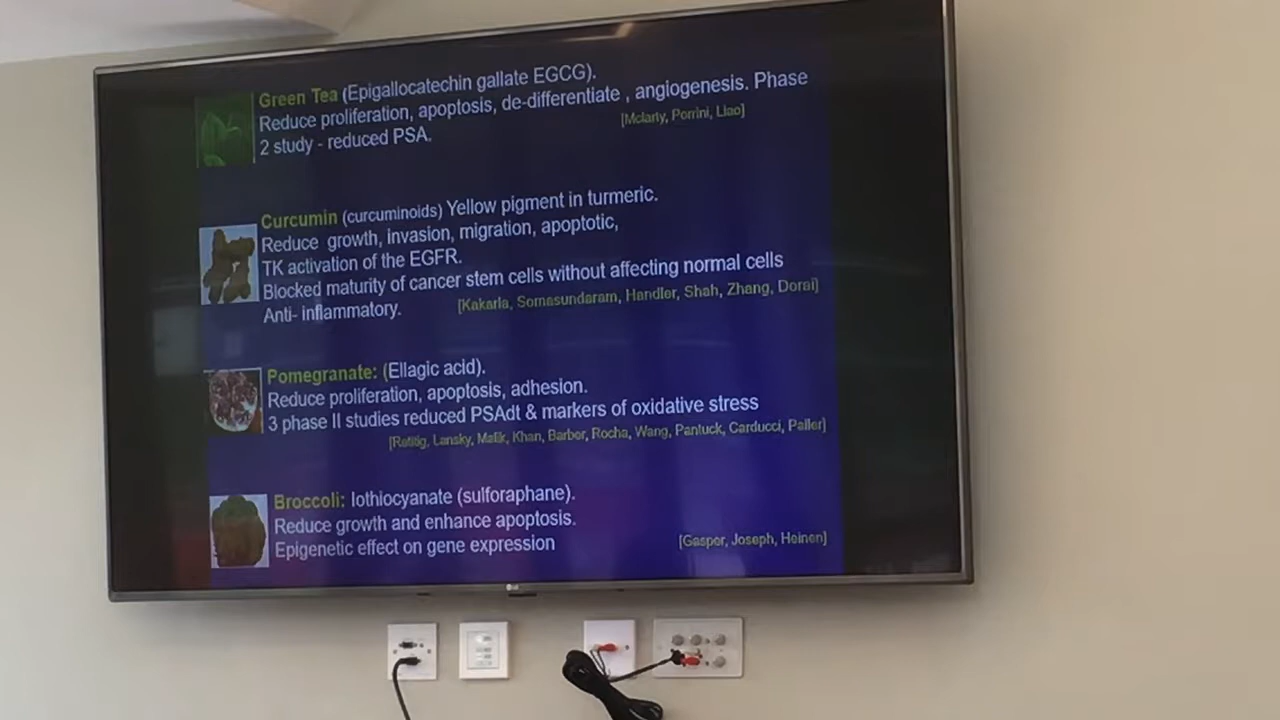 Green Tea (Epigallocatechin gallate EGCG).
Reduce proliferation, apoptosis, de-differentiate , angiogenesis. Phase
2 study - reduced PSA.
[Mclarty, Porrini, Liao]
Curcumin (curcuminoids) Yellow pigment in turmeric.
Reduce growth, invasion, migration, apoptotic,
TK activation of the EGFR.
Blocked maturity of cancer stem cells without affecting normal cells
Anti- inflammatory. [Kakarla, Somasundaram, Handler, Shah, Zhang, Dorai]
Pomegranate: (Ellagic acid).
Reduce proliferation, apoptosis, adhesion.
3 phase II studies reduced PSAdt & markers of oxidative stress
[Rettig, Lansky, Malik, Khan, Barber, Rocha, Wang, Pantuck, Carducci, Paller]
Broccoli: Iothiocyanate (sulforaphane).
Reduce growth and enhance apoptosis.
Epigenetic effect on gene expression [Gasper, Joseph, Heinen]
LG